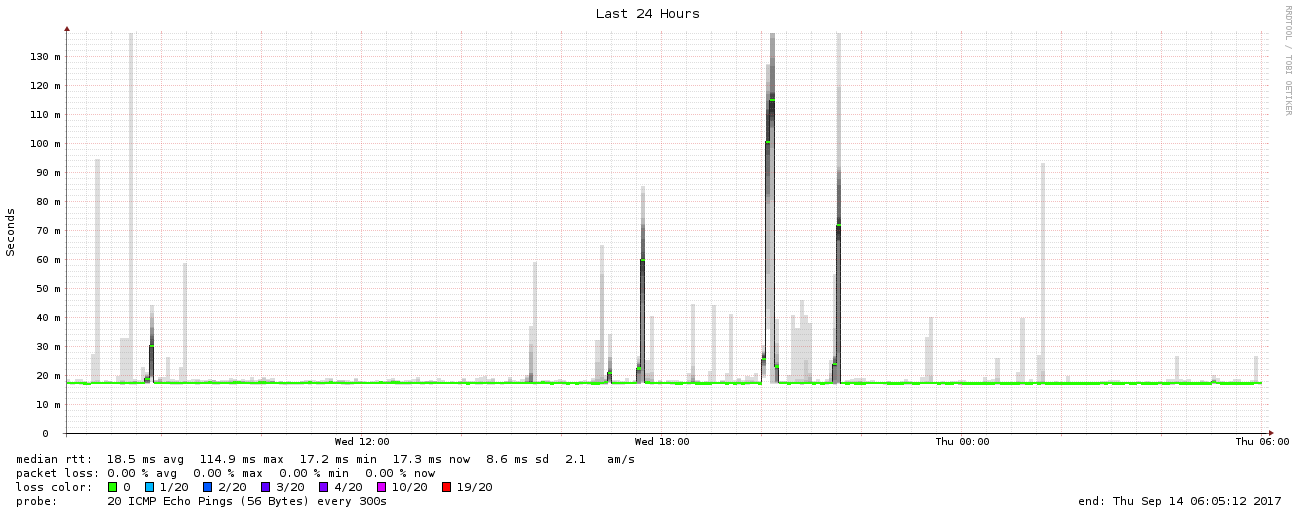 Last 24 Hours
RRDTOOL / TOBI OETIKER
Seconds
130 m
120 m
110 m
100 m
90 m
80 m
70 m
60 m
50 m
40 m
30 m
20 m
10 m
0
Wed 12:00 Wed 18:00 Thu 00:00 Thu 06:00
median rtt: 18.5 ms avg 114.9 ms max 17.2 ms min 17.3 ms now 8.6 ms sd 2.1 am/s
packet loss: 0.00 % avg 0.00 % max 0.00 % min 0.00 % now
loss color: 0 1/20 2/20 3/20 4/20 10/20 19/20
probe: 20 ICMP Echo Pings (56 Bytes) every 300s end: Thu Sep 14 06:05:12 2017